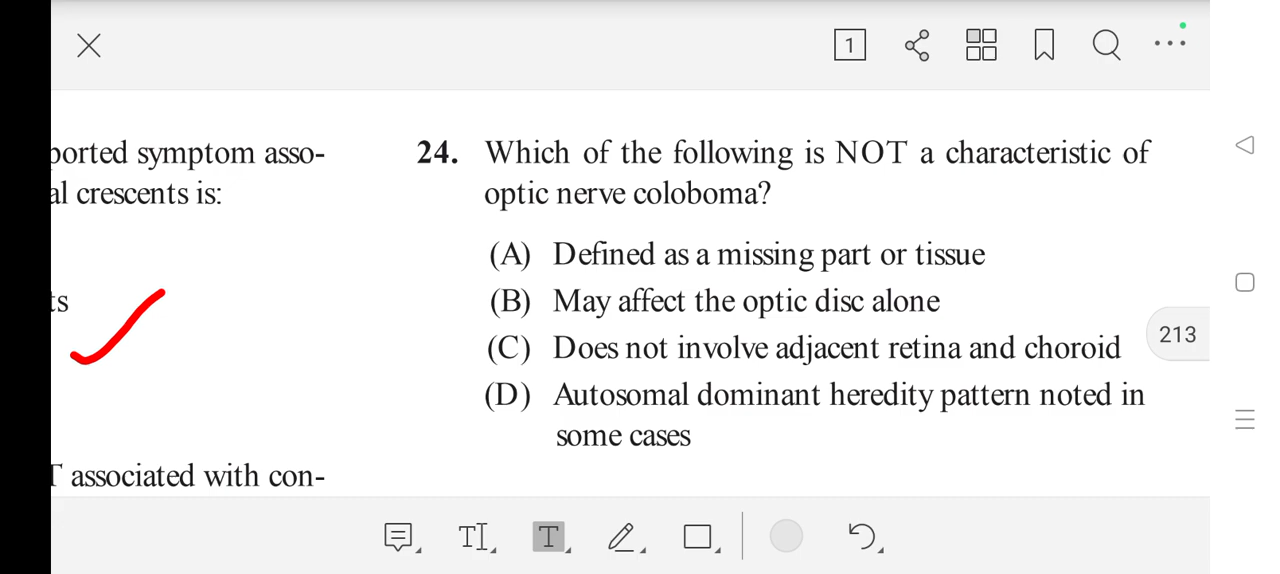 1
ported symptom asso-
al crescents is:
ts
T associated with con-
24. Which of the following is NOT a characteristic of
optic nerve coloboma?
(A) Defined as a missing part or tissue
(B) May affect the optic disc alone
(C) Does not involve adjacent retina and choroid
(D) Autosomal dominant heredity pattern noted in
some cases
213